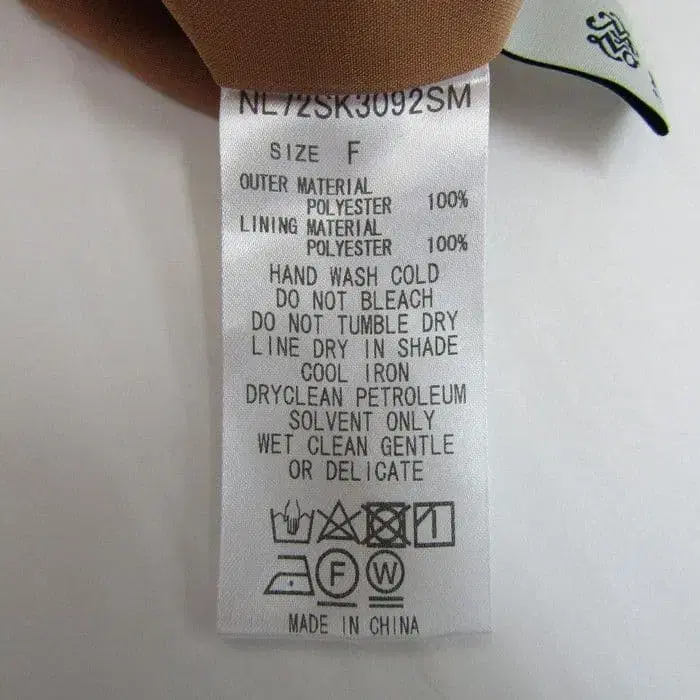 NL72SK3092SM
SIZE F
OUTER MATERIAL
POLYESTER 100%
LINING MATERIAL
POLYESTER 100%
HAND WASH COLD
DO NOT BLEACH
DO NOT TUMBLE DRY
LINE DRY IN SHADE
COOL IRON
DRYCLEAN PETROLEUM
SOLVENT ONLY
WET CLEAN GENTLE
OR DELICATE
F W
MADE IN CHINA